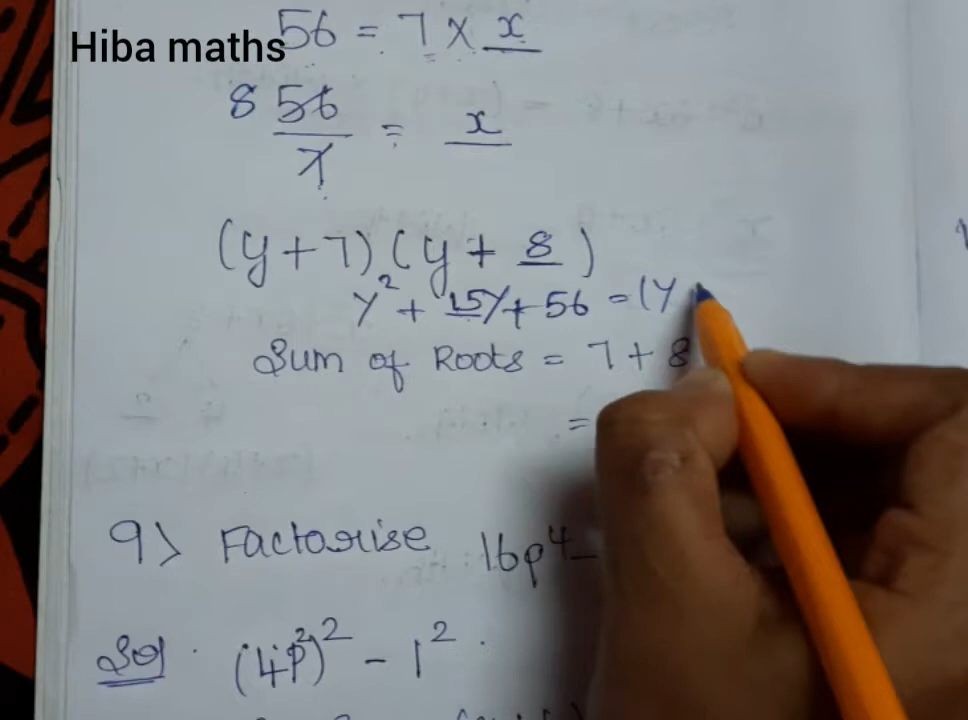 Hiba maths
56 = 7 × x
8 56/7 = x
(y + 7) (y + 8)
y² + 15y + 56 = (y
Sum of Roots = 7 + 8
=
9> Factorise 16p⁴ –
Sol. (4p²)² – 1².